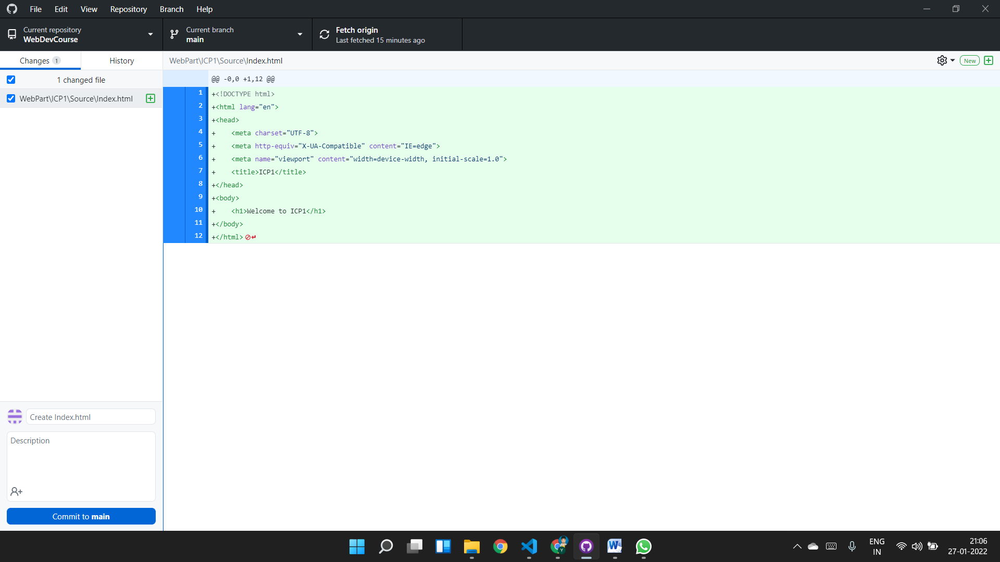 File Edit View Repository Branch Help
Current repository
WebDevCourse
Current branch
main
Fetch origin
Last fetched 15 minutes ago
Changes 1
History
WebPart\ICP1\Source\Index.html
New
1 changed file
WebPart\ICP1\Source\Index.html
@@ -0,0 +1,12 @@
1 +<!DOCTYPE html>
2 +<html lang="en">
3 +<head>
4 +    <meta charset="UTF-8">
5 +    <meta http-equiv="X-UA-Compatible" content="IE=edge">
6 +    <meta name="viewport" content="width=device-width, initial-scale=1.0">
7 +    <title>ICP1</title>
8 +</head>
9 +<body>
10 +    <h1>Welcome to ICP1</h1>
11 +</body>
12 +</html>
Create Index.html
Description
Commit to main
Y
W
ENG
IN
21:06
27-01-2022